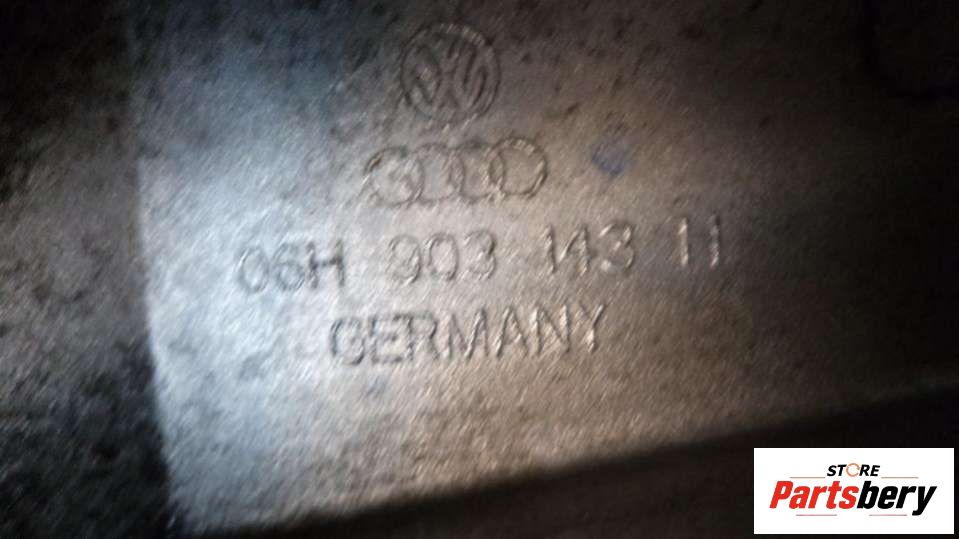 06H 903 143 11
GERMANY
STORE
Partsbery